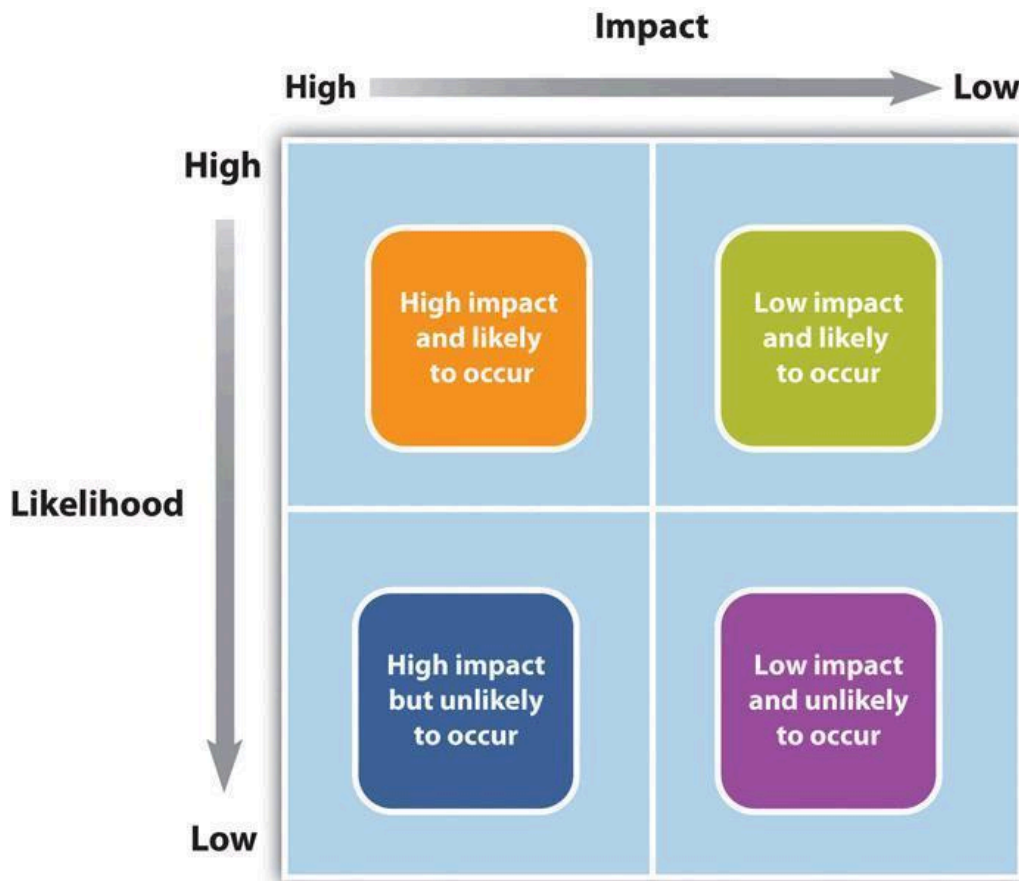 Impact
High
Low
High
High impact
and likely
to occur
Low impact
and likely
to occur
Likelihood
High impact
but unlikely
to occur
Low impact
and unlikely
to occur
Low